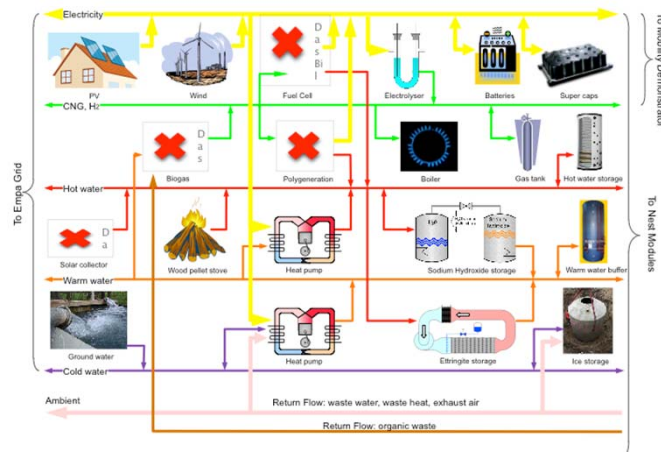 Electricity
D
a
s
Bi
l
PV
Wind
Fuel Cell
Electrolyser
Batteries
Super caps
CNG, H₂
D
a
s
Biogas
Polygeneration
Boiler
Gas tank
Hot water storage
Hot water
D
a
Solar collector
Wood pellet stove
Heat pump
Sodium Hydroxide storage
Warm water buffer
Warm water
Ground water
Heat pump
Ettringite storage
Ice storage
Cold water
Ambient
Return Flow: waste water, waste heat, exhaust air
Return Flow: organic waste
To Empa Grid
To Nest Modules